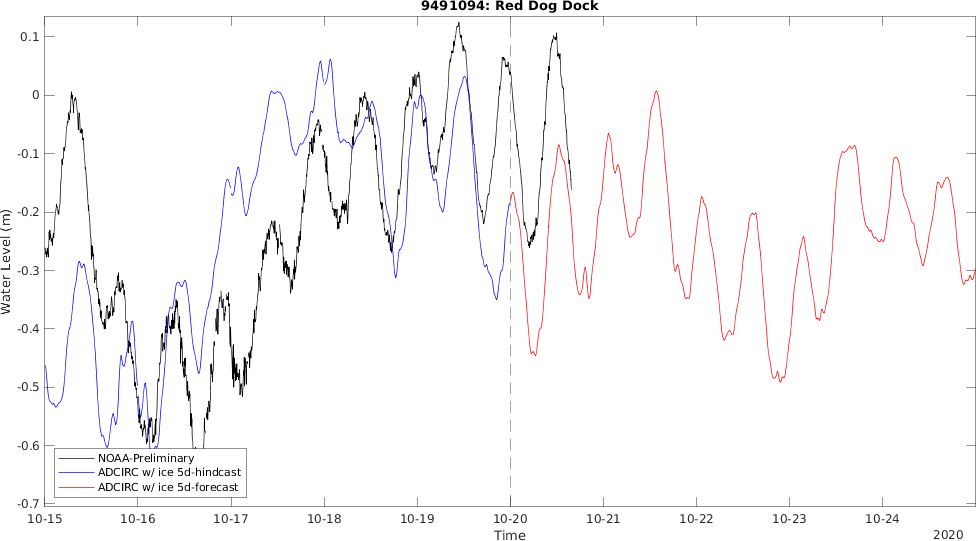 9491094: Red Dog Dock
Water Level (m)
0.1
0
-0.1
-0.2
-0.3
-0.4
-0.5
-0.6
-0.7
NOAA-Preliminary
ADCIRC w/ ice 5d-hindcast
ADCIRC w/ ice 5d-forecast
10-15 10-16 10-17 10-18 10-19 10-20 10-21 10-22 10-23 10-24
Time
2020